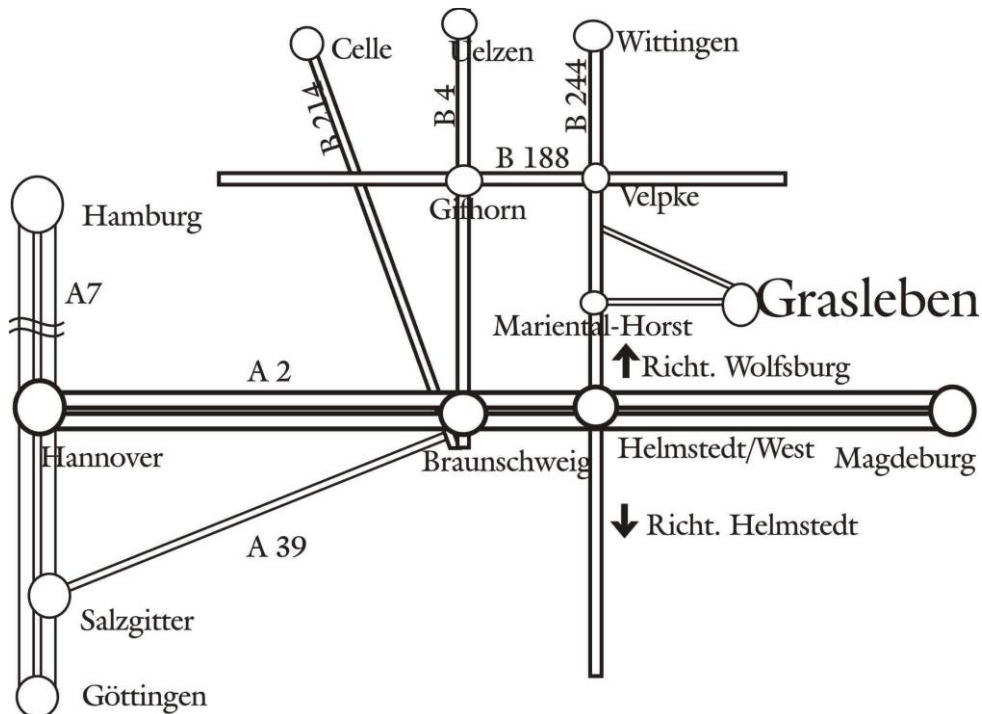 Celle
Uelzen
Wittingen
B 214
B 4
B 244
B 188
Gifhorn
Velpke
Hamburg
A7
Grasleben
Mariental-Horst
Richt. Wolfsburg
A 2
Hannover
Braunschweig
Helmstedt/West
Magdeburg
Richt. Helmstedt
A 39
Salzgitter
Göttingen